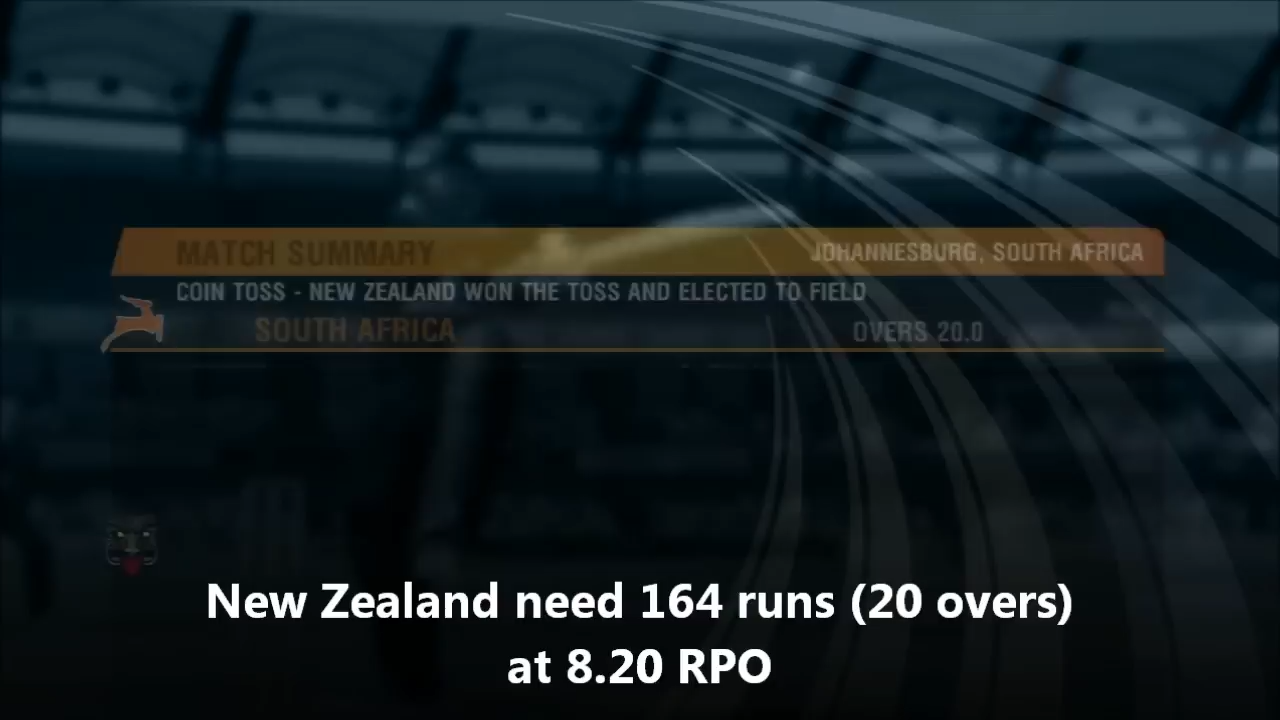 MATCH SUMMARY JOHANNESBURG, SOUTH AFRICA
COIN TOSS - NEW ZEALAND WON THE TOSS AND ELECTED TO FIELD
SOUTH AFRICA OVERS 20.0
New Zealand need 164 runs (20 overs)
at 8.20 RPO